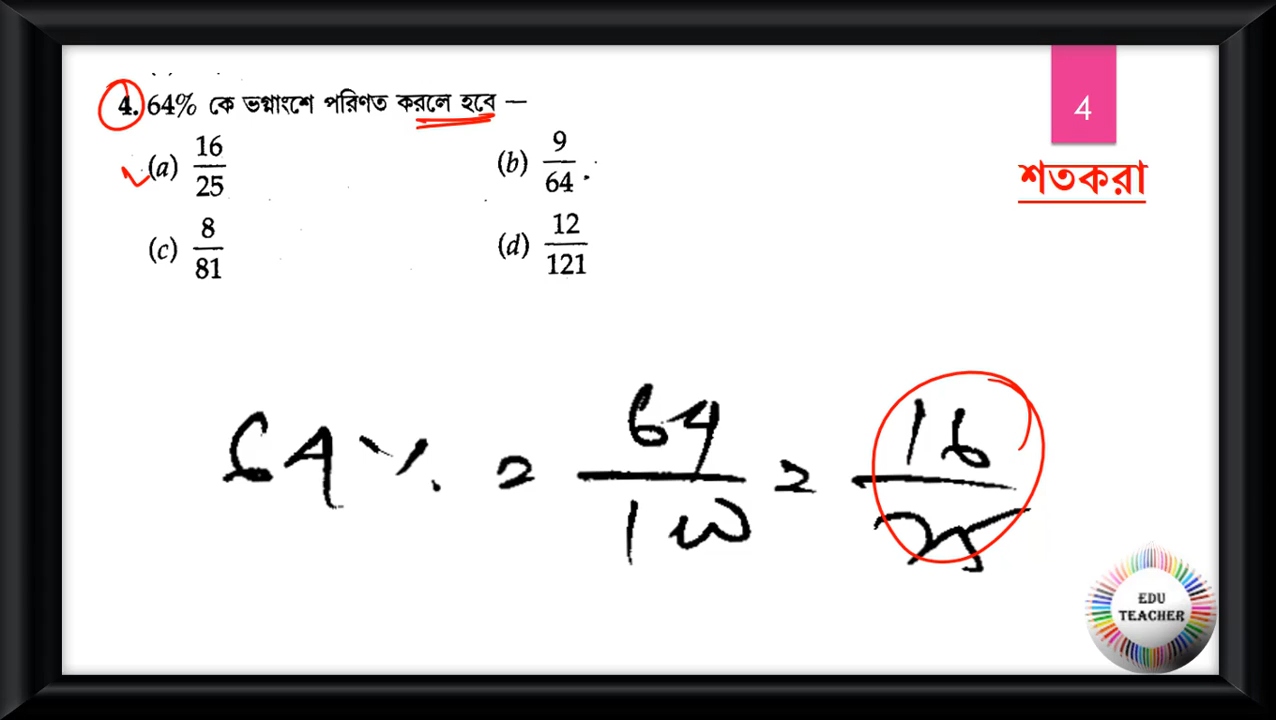 4. 64% কে ভগ্নাংশে পরিণত করলে হবে —
(a) 16/25 (b) 9/64
(c) 8/81 (d) 12/121
4
শতকরা
64% = 64/100 = 16/25
EDU
TEACHER